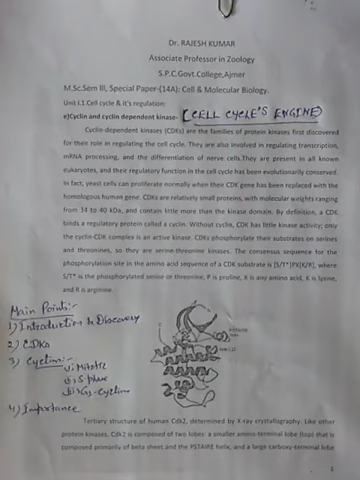 Dr. RAJESH KUMAR
Associate Professor in Zoology
S.P.C.Govt.College,Ajmer
M.Sc.Sem III, Special Paper-(14A): Cell & Molecular Biology.
Unit I.1 Cell cycle & it's regulation:
e)Cyclin and cyclin dependent kinase- [CELL CYCLE'S ENGINE]
Cyclin-dependent kinases (CDKs) are the families of protein kinases first discovered
for their role in regulating the cell cycle. They are also involved in regulating transcription,
mRNA processing, and the differentiation of nerve cells.They are present in all known
eukaryotes, and their regulatory function in the cell cycle has been evolutionarily conserved.
In fact, yeast cells can proliferate normally when their CDK gene has been replaced with the
homologous human gene. CDKs are relatively small proteins, with molecular weights ranging
from 34 to 40 kDa, and contain little more than the kinase domain. By definition, a CDK
binds a regulatory protein called a cyclin. Without cyclin, CDK has little kinase activity; only
the cyclin-CDK complex is an active kinase. CDKs phosphorylate their substrates on serines
and threonines, so they are serine-threonine kinases. The consensus sequence for the
phosphorylation site in the amino acid sequence of a CDK substrate is [S/T*]PX[K/R], where
S/T* is the phosphorylated serine or threonine, P is proline, X is any amino acid, K is lysine,
and R is arginine.
Main Points:-
1) Introduction & Discovery
2) CDKs
3) Cyclins:-
i) Mitotic
ii) S phase
iii) G1-Cyclins
4) Importance
Tertiary structure of human Cdk2, determined by X-ray crystallography. Like other
protein kinases, Cdk2 is composed of two lobes: a smaller amino-terminal lobe (top) that is
composed primarily of beta sheet and the PSTAIRE helix, and a large carboxy-terminal lobe
1